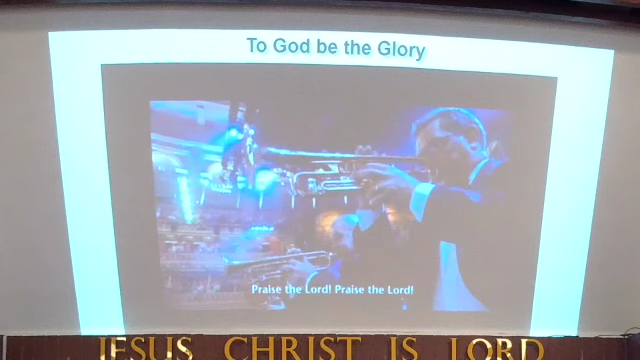 To God be the Glory
Praise the Lord! Praise the Lord!
JESUS CHRIST IS LORD